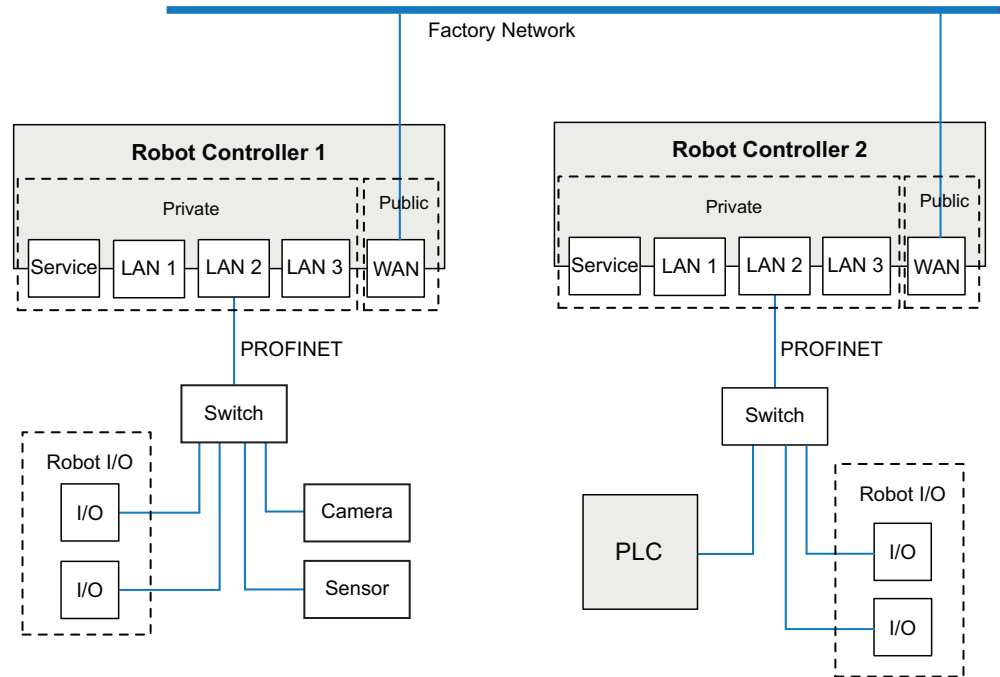 Factory Network
Robot Controller 1
Private
Public
Service
LAN 1
LAN 2
LAN 3
WAN
PROFINET
Switch
Robot I/O
I/O
I/O
Camera
Sensor
Robot Controller 2
Private
Public
Service
LAN 1
LAN 2
LAN 3
WAN
PROFINET
Switch
PLC
Robot I/O
I/O
I/O